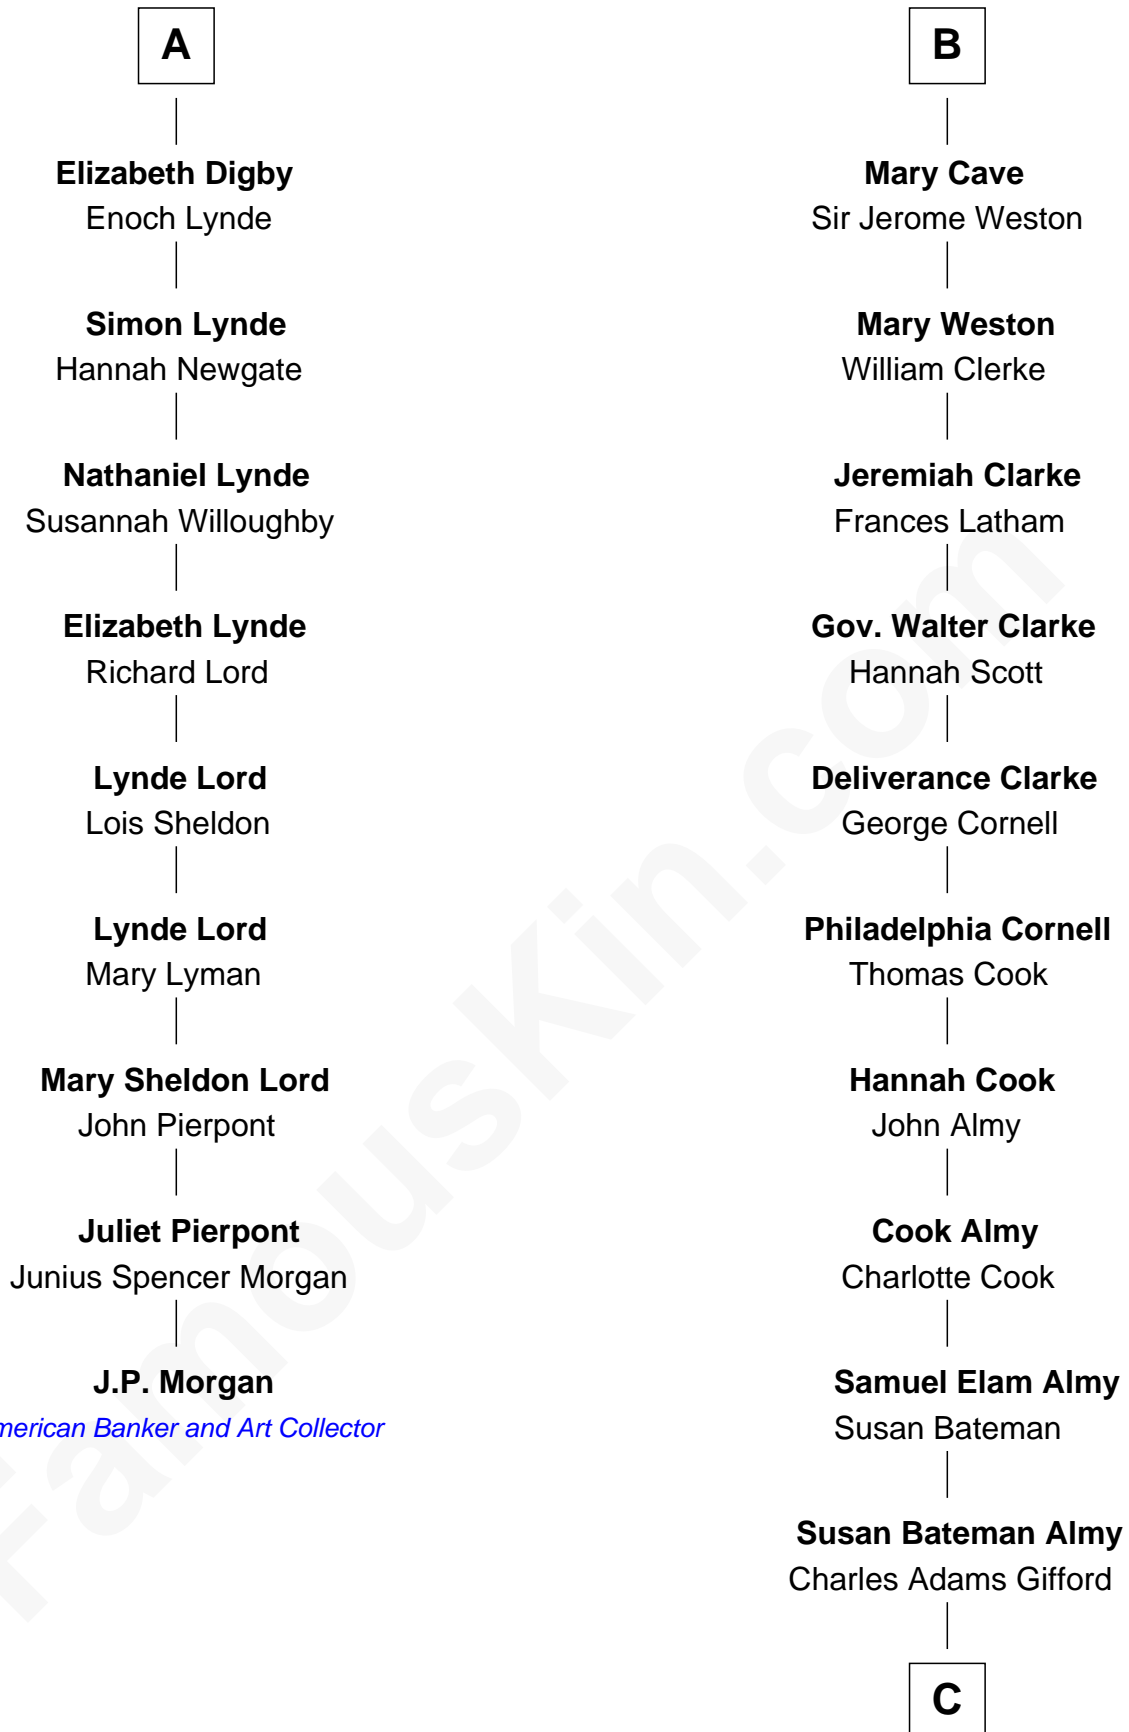 A
Elizabeth Digby
Enoch Lynde
Simon Lynde
Hannah Newgate
Nathaniel Lynde
Susannah Willoughby
Elizabeth Lynde
Richard Lord
Lynde Lord
Lois Sheldon
Lynde Lord
Mary Lyman
Mary Sheldon Lord
John Pierpont
Juliet Pierpont
Junius Spencer Morgan
J.P. Morgan
merican Banker and Art Collector
B
Mary Cave
Sir Jerome Weston
Mary Weston
William Clerke
Jeremiah Clarke
Frances Latham
Gov. Walter Clarke
Hannah Scott
Deliverance Clarke
George Cornell
Philadelphia Cornell
Thomas Cook
Hannah Cook
John Almy
Cook Almy
Charlotte Cook
Samuel Elam Almy
Susan Bateman
Susan Bateman Almy
Charles Adams Gifford
C
FamousKin.com